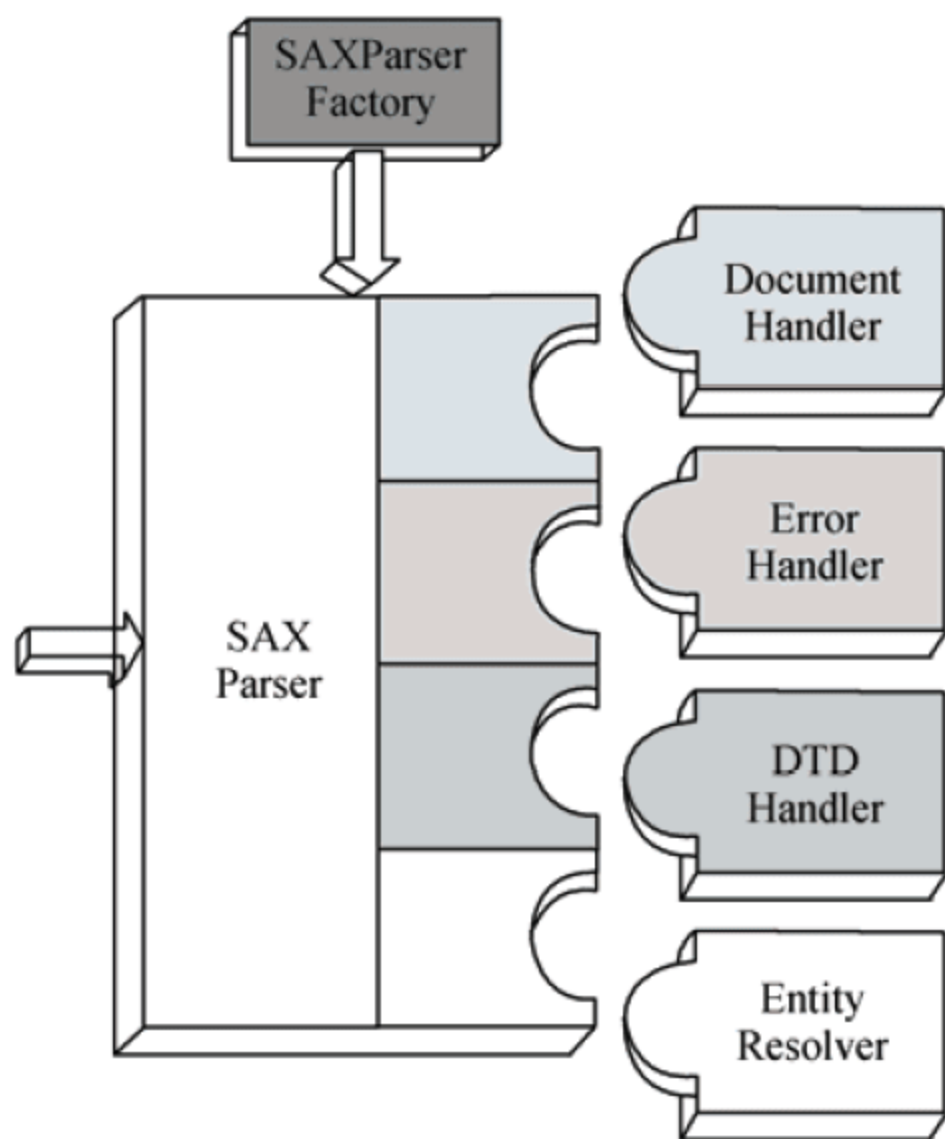 SAXParser
Factory
Document
Handler
Error
Handler
SAX
Parser
DTD
Handler
Entity
Resolver